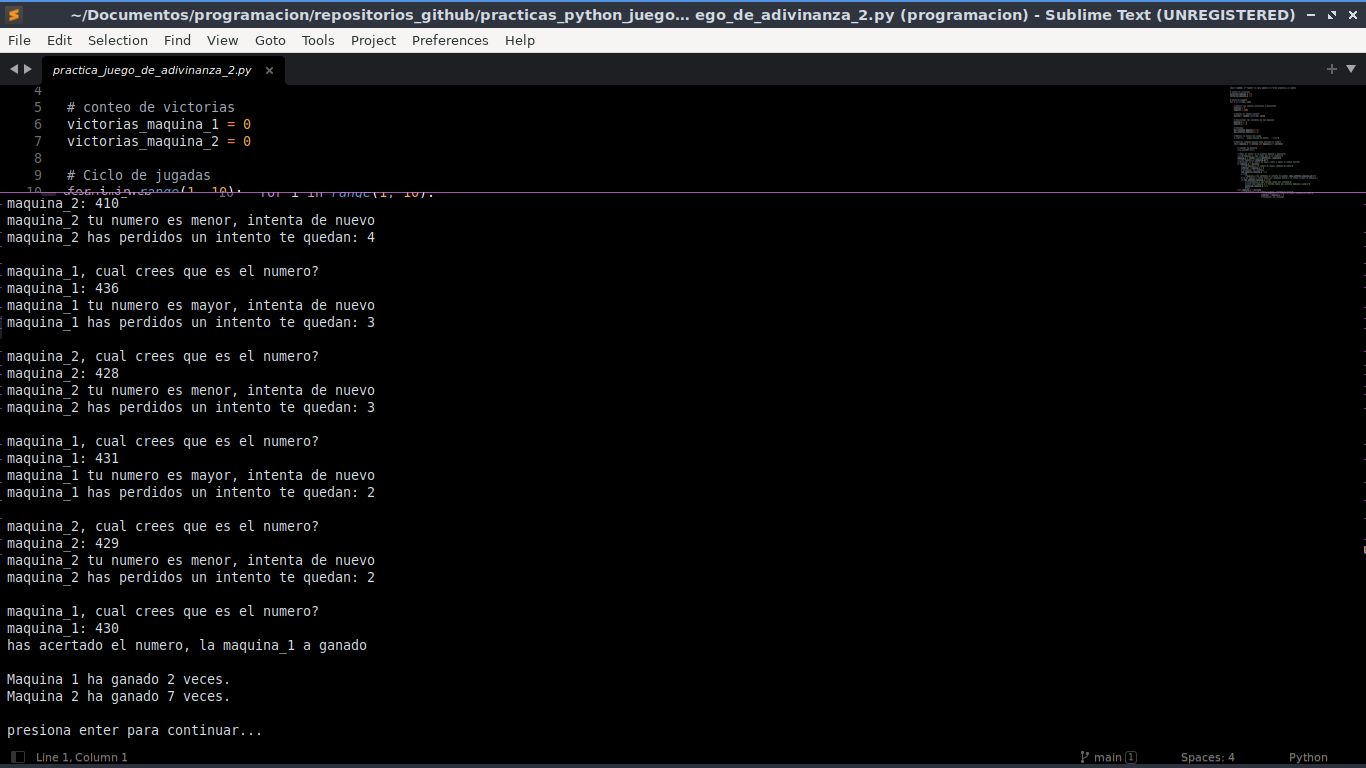 ~/Documentos/programacion/repositorios_github/practicas_python_juego... ego_de_adivinanza_2.py (programacion) - Sublime Text (UNREGISTERED)
File Edit Selection Find View Goto Tools Project Preferences Help
practica_juego_de_adivinanza_2.py
4
5 # conteo de victorias
6 victorias_maquina_1 = 0
7 victorias_maquina_2 = 0
8
9 # Ciclo de jugadas
10 for i in range(1, 10): 10 for i in range(1, 10):
maquina_2: 410
maquina_2 tu numero es menor, intenta de nuevo
maquina_2 has perdidos un intento te quedan: 4
maquina_1, cual crees que es el numero?
maquina_1: 436
maquina_1 tu numero es mayor, intenta de nuevo
maquina_1 has perdidos un intento te quedan: 3
maquina_2, cual crees que es el numero?
maquina_2: 428
maquina_2 tu numero es menor, intenta de nuevo
maquina_2 has perdidos un intento te quedan: 3
maquina_1, cual crees que es el numero?
maquina_1: 431
maquina_1 tu numero es mayor, intenta de nuevo
maquina_1 has perdidos un intento te quedan: 2
maquina_2, cual crees que es el numero?
maquina_2: 429
maquina_2 tu numero es menor, intenta de nuevo
maquina_2 has perdidos un intento te quedan: 2
maquina_1, cual crees que es el numero?
maquina_1: 430
has acertado el numero, la maquina_1 a ganado
Maquina 1 ha ganado 2 veces.
Maquina 2 ha ganado 7 veces.
presiona enter para continuar...
Line 1, Column 1 main 1 Spaces: 4 Python